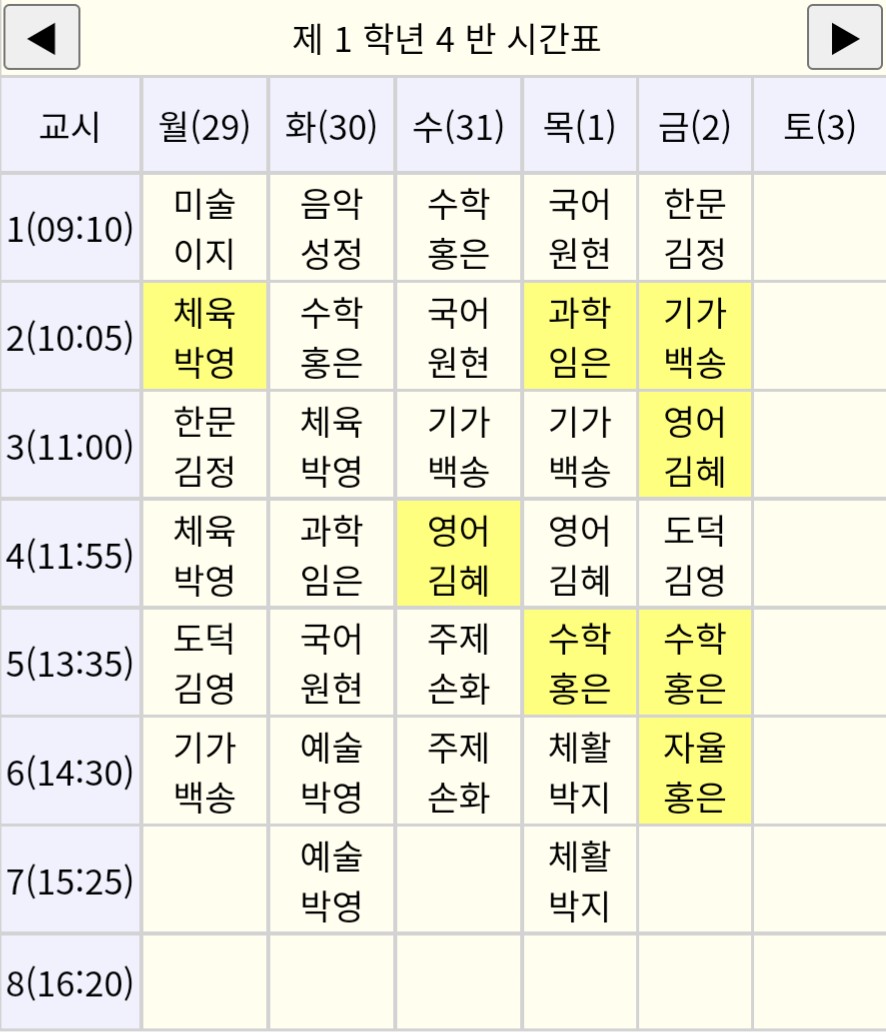 ◀ 제 1 학년 4 반 시간표 ▶
교시 월(29) 화(30) 수(31) 목(1) 금(2) 토(3)
1(09:10) 미술 음악 수학 국어 한문
이지 성정 홍은 원현 김정
2(10:05) 체육 수학 국어 과학 기가
박영 홍은 원현 임은 백송
3(11:00) 한문 체육 기가 기가 영어
김정 박영 백송 백송 김혜
4(11:55) 체육 과학 영어 영어 도덕
박영 임은 김혜 김혜 김영
5(13:35) 도덕 국어 주제 수학 수학
김영 원현 손화 홍은 홍은
6(14:30) 기가 예술 주제 체활 자율
백송 박영 손화 박지 홍은
7(15:25) 예술 체활
박영 박지
8(16:20)